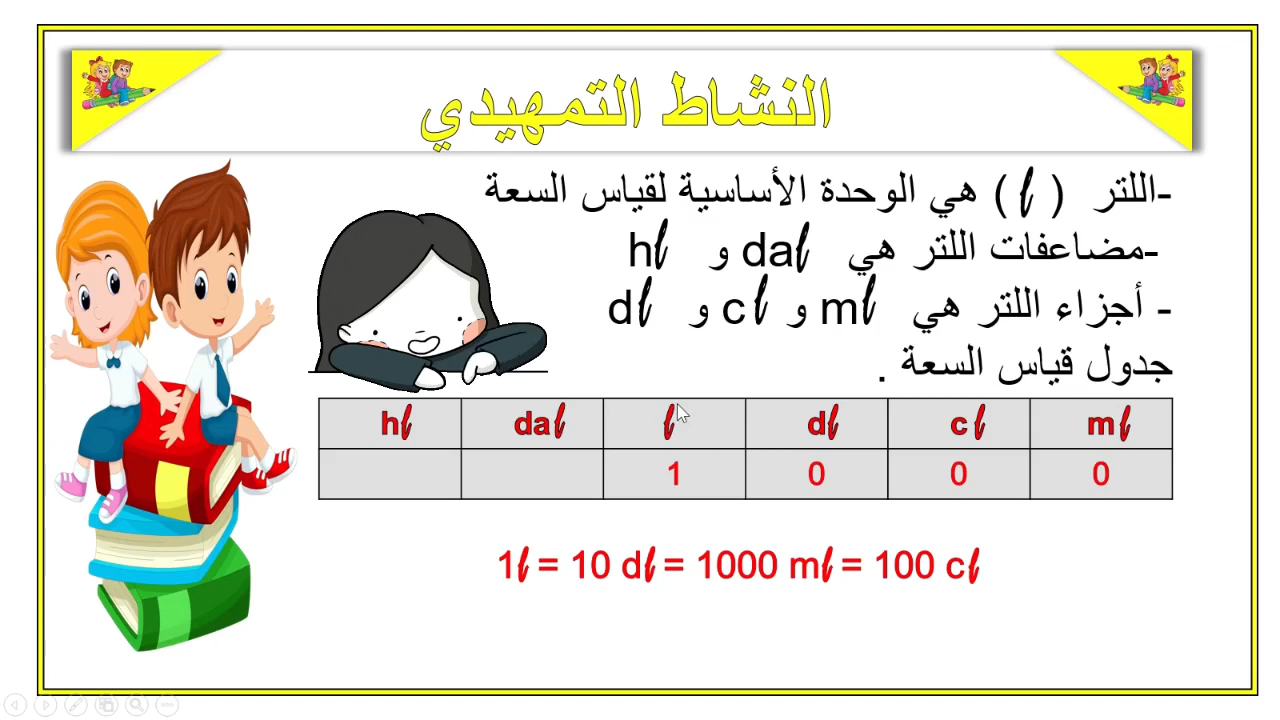 النشاط التمهيدي
-اللتر ( l ) هي الوحدة الأساسية لقياس السعة
-مضاعفات اللتر هي dal و hl
- أجزاء اللتر هي ml و cl و dl
جدول قياس السعة .
hl dal l dl cl ml
1 0 0 0
1l = 10 dl = 1000 ml = 100 cl